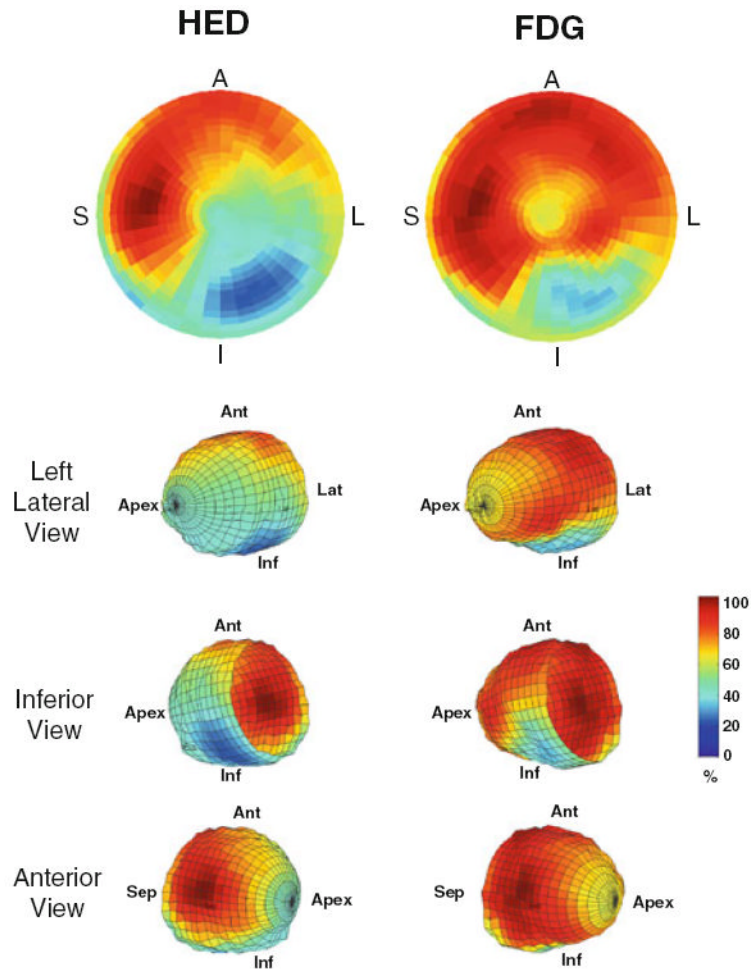 HED FDG
A A
S L S L
I I
Ant Ant
Left
Lateral
View
Apex Lat Apex Lat
Inf Inf
Ant Ant
Inferior
View
Apex Apex
Inf Inf
100
80
60
40
20
0
%
Ant Ant
Anterior
View
Sep Apex Sep Apex
Inf Inf